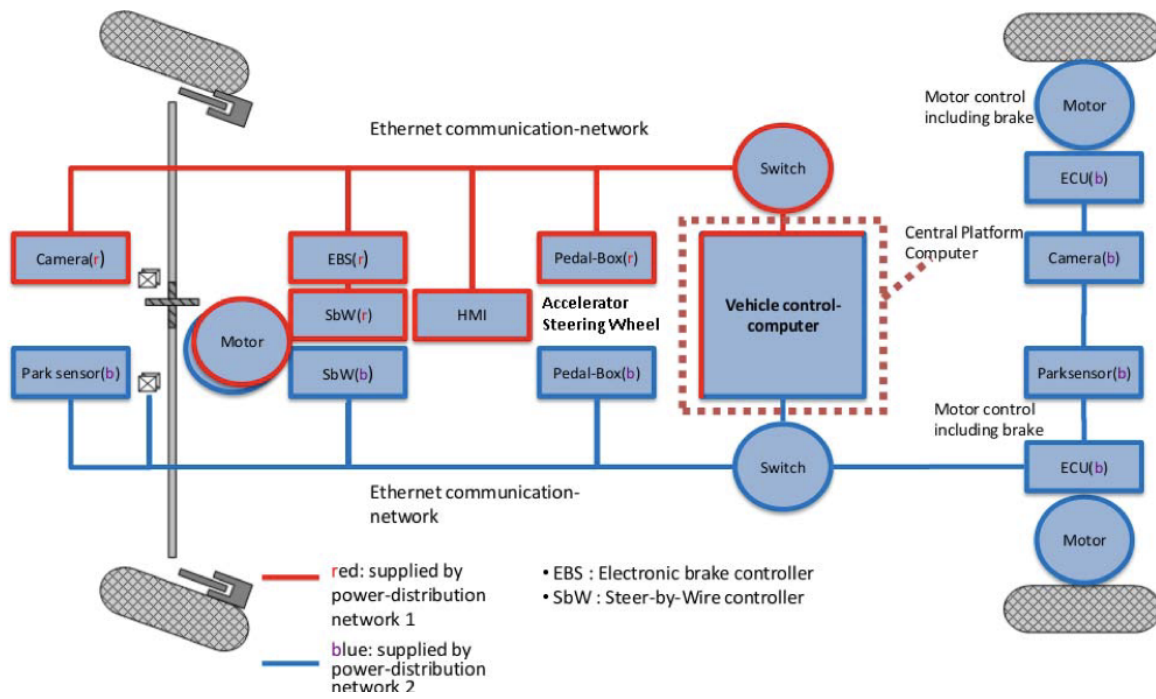 Ethernet communication-network
Switch
Motor control
including brake
Motor
ECU(b)
Central Platform
Computer
Camera(r)
EBS(r)
Pedal-Box(r)
Camera(b)
SbW(r)
HMI
Accelerator
Steering Wheel
Vehicle control-
computer
Motor
Park sensor(b)
SbW(b)
Pedal-Box(b)
Parksensor(b)
Motor control
including brake
Switch
ECU(b)
Ethernet communication-
network
Motor
red: supplied by
power-distribution
network 1
• EBS : Electronic brake controller
• SbW : Steer-by-Wire controller
blue: supplied by
power-distribution
network 2